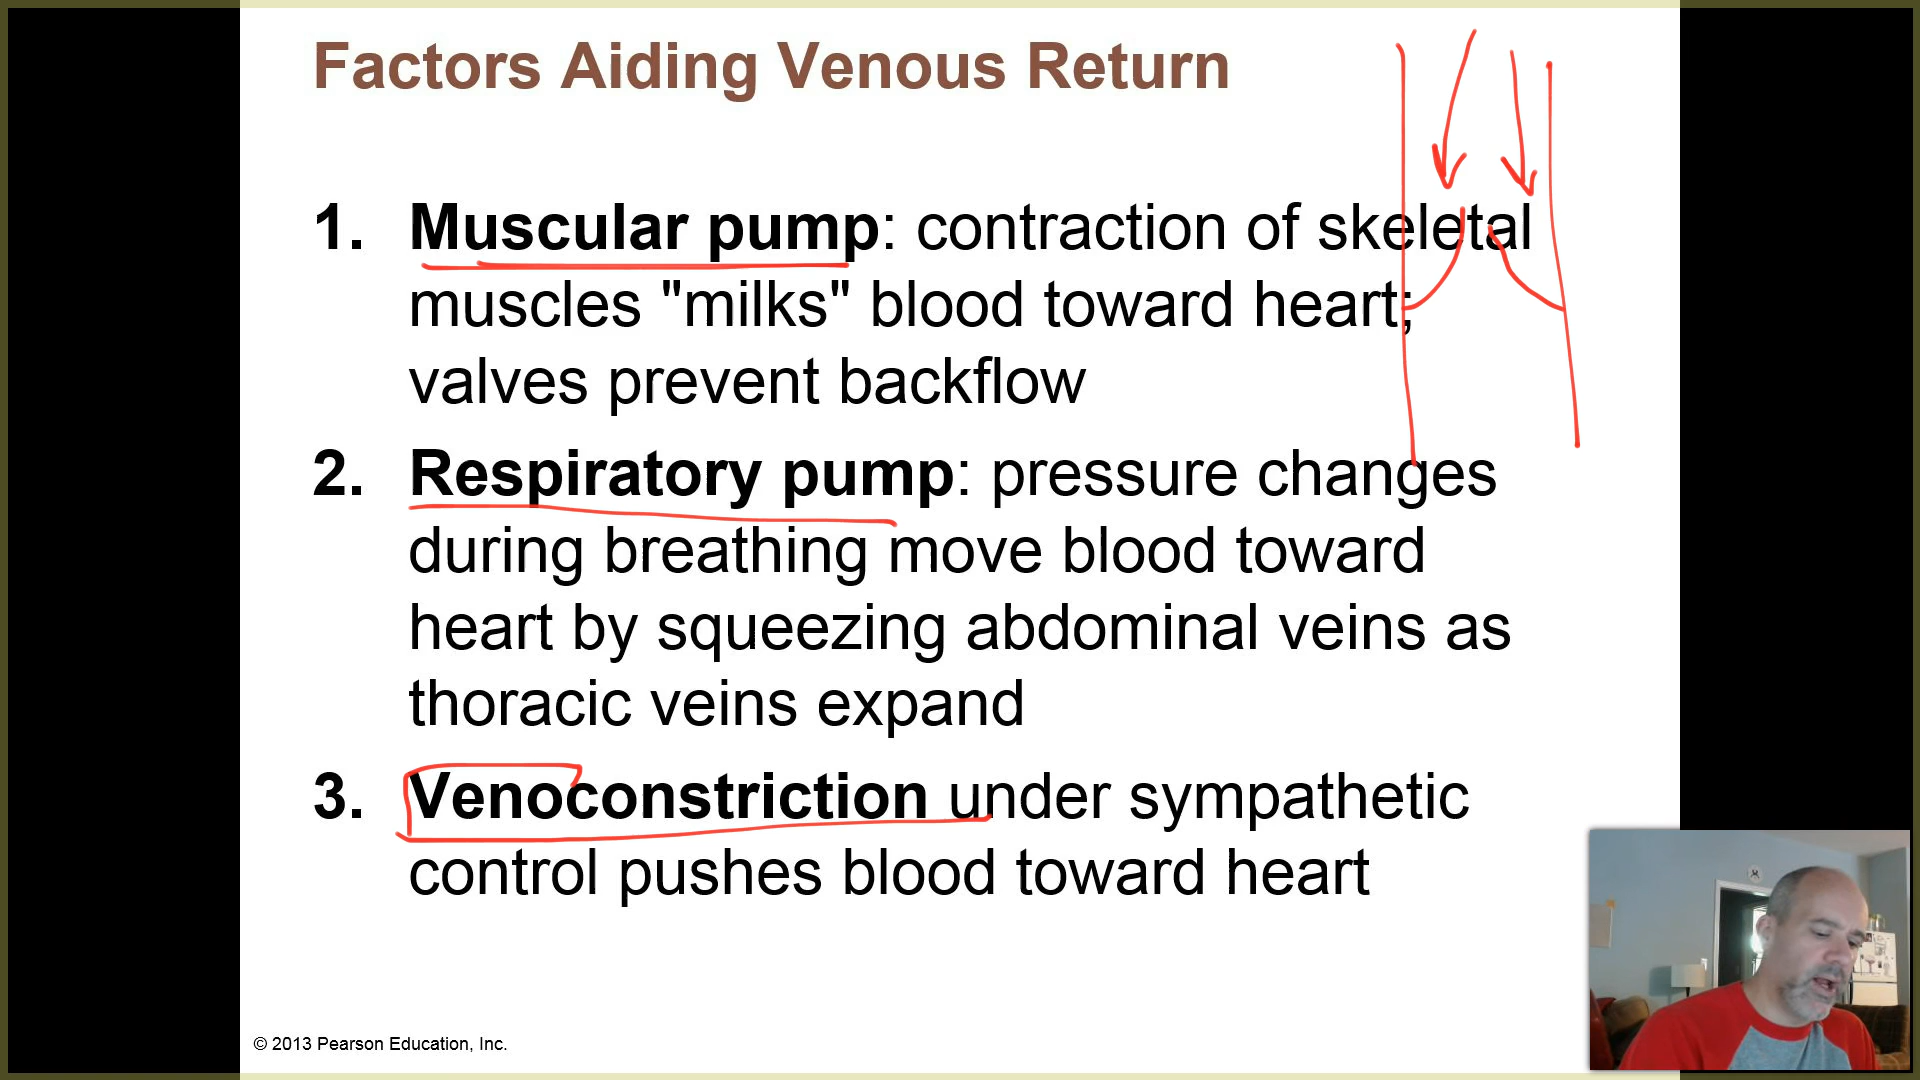 Factors Aiding Venous Return
1. Muscular pump: contraction of skeletal
muscles "milks" blood toward heart;
valves prevent backflow
2. Respiratory pump: pressure changes
during breathing move blood toward
heart by squeezing abdominal veins as
thoracic veins expand
3. Venoconstriction under sympathetic
control pushes blood toward heart
© 2013 Pearson Education, Inc.